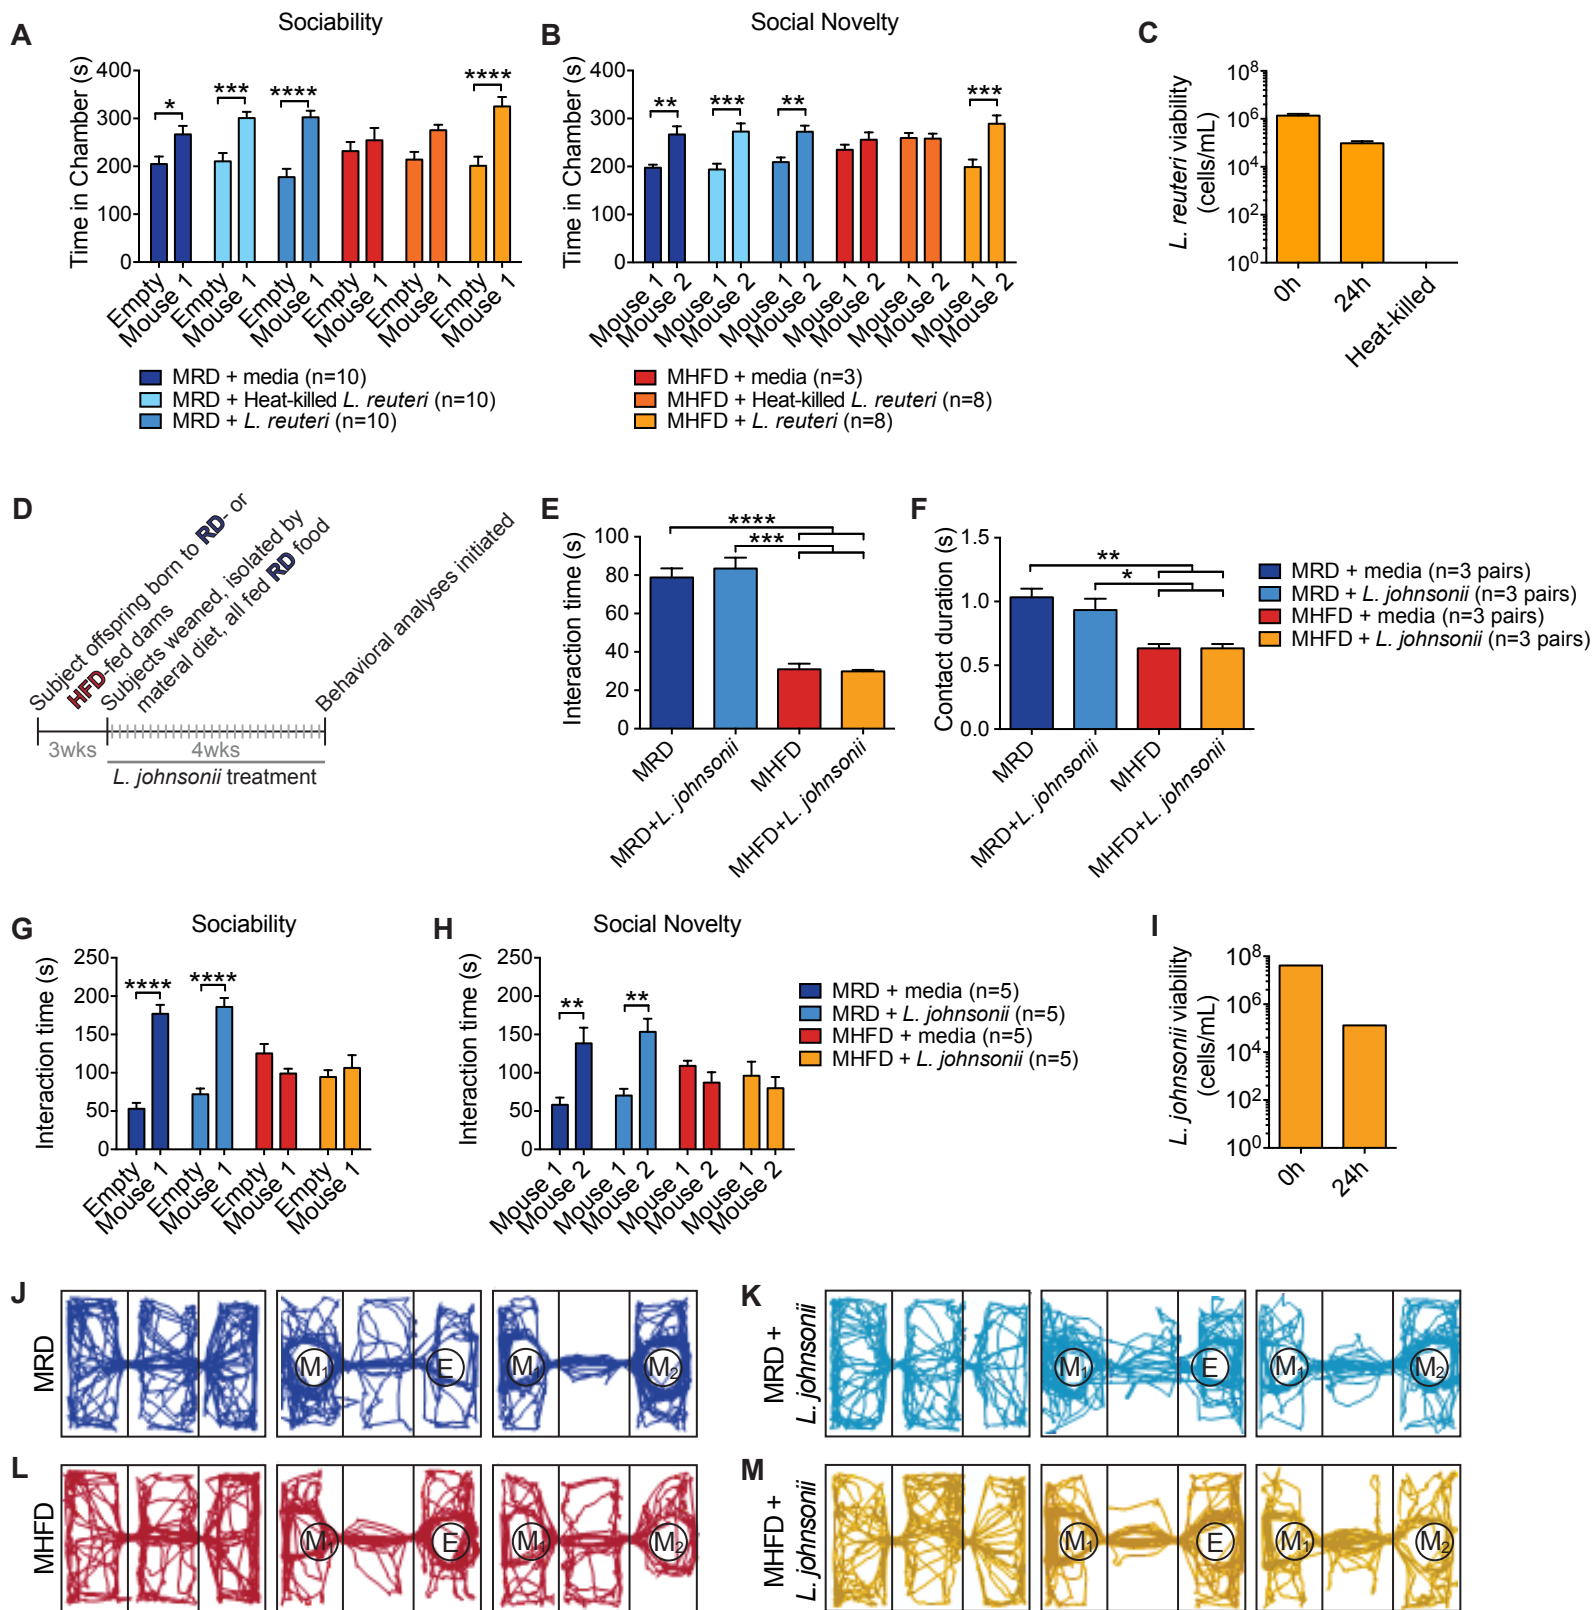 A
Sociability
Time in Chamber (s)
400
300
200
100
0
*
***
****
****
Empty
Mouse 1
Empty
Mouse 1
Empty
Mouse 1
Empty
Mouse 1
Empty
Mouse 1
Empty
Mouse 1
MRD + media (n=10)
MRD + Heat-killed L. reuteri (n=10)
MRD + L. reuteri (n=10)
B
Social Novelty
Time in Chamber (s)
400
300
200
100
0
**
***
**
***
Mouse 1
Mouse 2
Mouse 1
Mouse 2
Mouse 1
Mouse 2
Mouse 1
Mouse 2
Mouse 1
Mouse 2
Mouse 1
Mouse 2
MHFD + media (n=3)
MHFD + Heat-killed L. reuteri (n=8)
MHFD + L. reuteri (n=8)
C
L. reuteri viability
(cells/mL)
10^8
10^6
10^4
10^2
10^0
0h
24h
Heat-killed
D
Subject offspring born to RD- or
HFD-fed dams
Subjects weaned, isolated by
materal diet, all fed RD food
Behavioral analyses initiated
3wks
4wks
L. johnsonii treatment
E
Interaction time (s)
100
80
60
40
20
0
****
***
MRD
MRD+L. johnsonii
MHFD
MHFD+L. johnsonii
F
Contact duration (s)
1.5
1.0
0.5
0.0
**
*
MRD
MRD+L. johnsonii
MHFD
MHFD+L. johnsonii
MRD + media (n=3 pairs)
MRD + L. johnsonii (n=3 pairs)
MHFD + media (n=3 pairs)
MHFD + L. johnsonii (n=3 pairs)
G
Sociability
Interaction time (s)
250
200
150
100
50
0
****
****
Empty
Mouse 1
Empty
Mouse 1
Empty
Mouse 1
Empty
Mouse 1
H
Social Novelty
Interaction time (s)
250
200
150
100
50
0
**
**
Mouse 1
Mouse 2
Mouse 1
Mouse 2
Mouse 1
Mouse 2
Mouse 1
Mouse 2
MRD + media (n=5)
MRD + L. johnsonii (n=5)
MHFD + media (n=5)
MHFD + L. johnsonii (n=5)
I
L. johnsonii viability
(cells/mL)
10^8
10^6
10^4
10^2
10^0
0h
24h
J
MRD
M1
E
M1
M2
K
MRD +
L. johnsonii
M1
E
M1
M2
L
MHFD
M1
E
M1
M2
M
MHFD +
L. johnsonii
M1
E
M1
M2